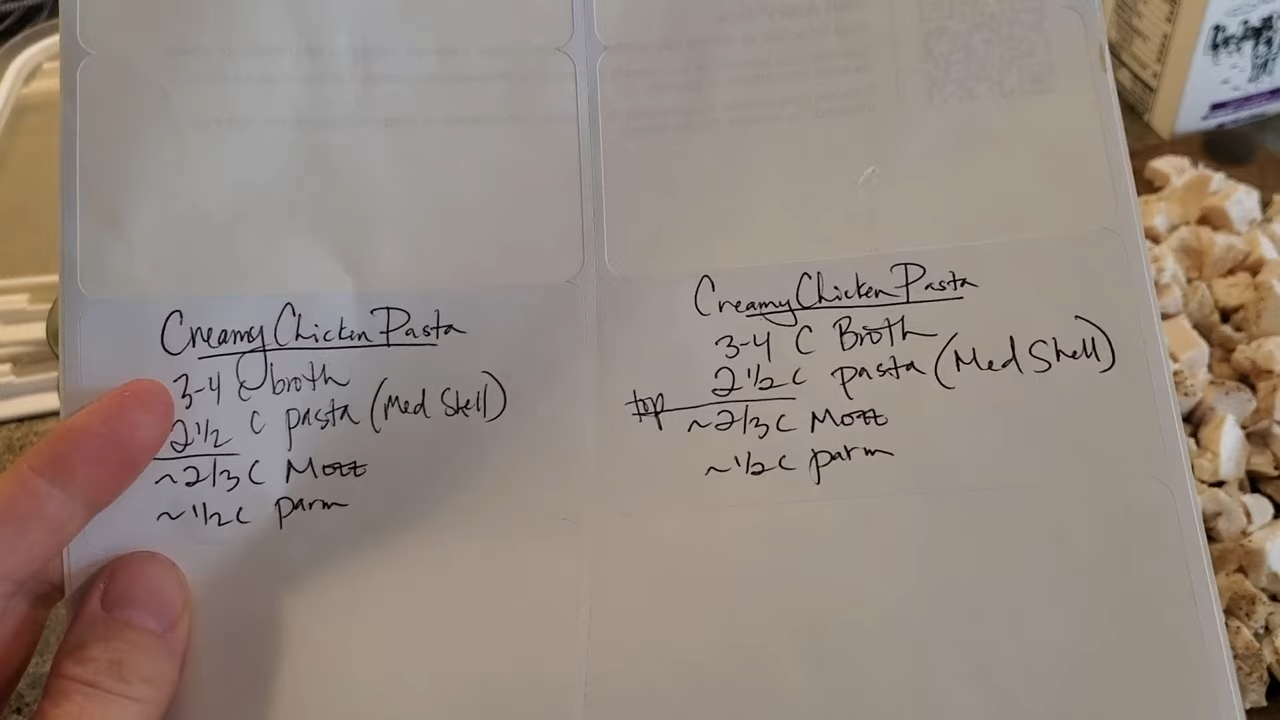 Creamy Chicken Pasta
3-4 C broth
2 1/2 C pasta (Med Shell)
~2/3 C Mozz
~1/2 C parm
Creamy Chicken Pasta
3-4 C Broth
2 1/2 C pasta (Med Shell)
top
~2/3 C Mozz
~1/2 C parm